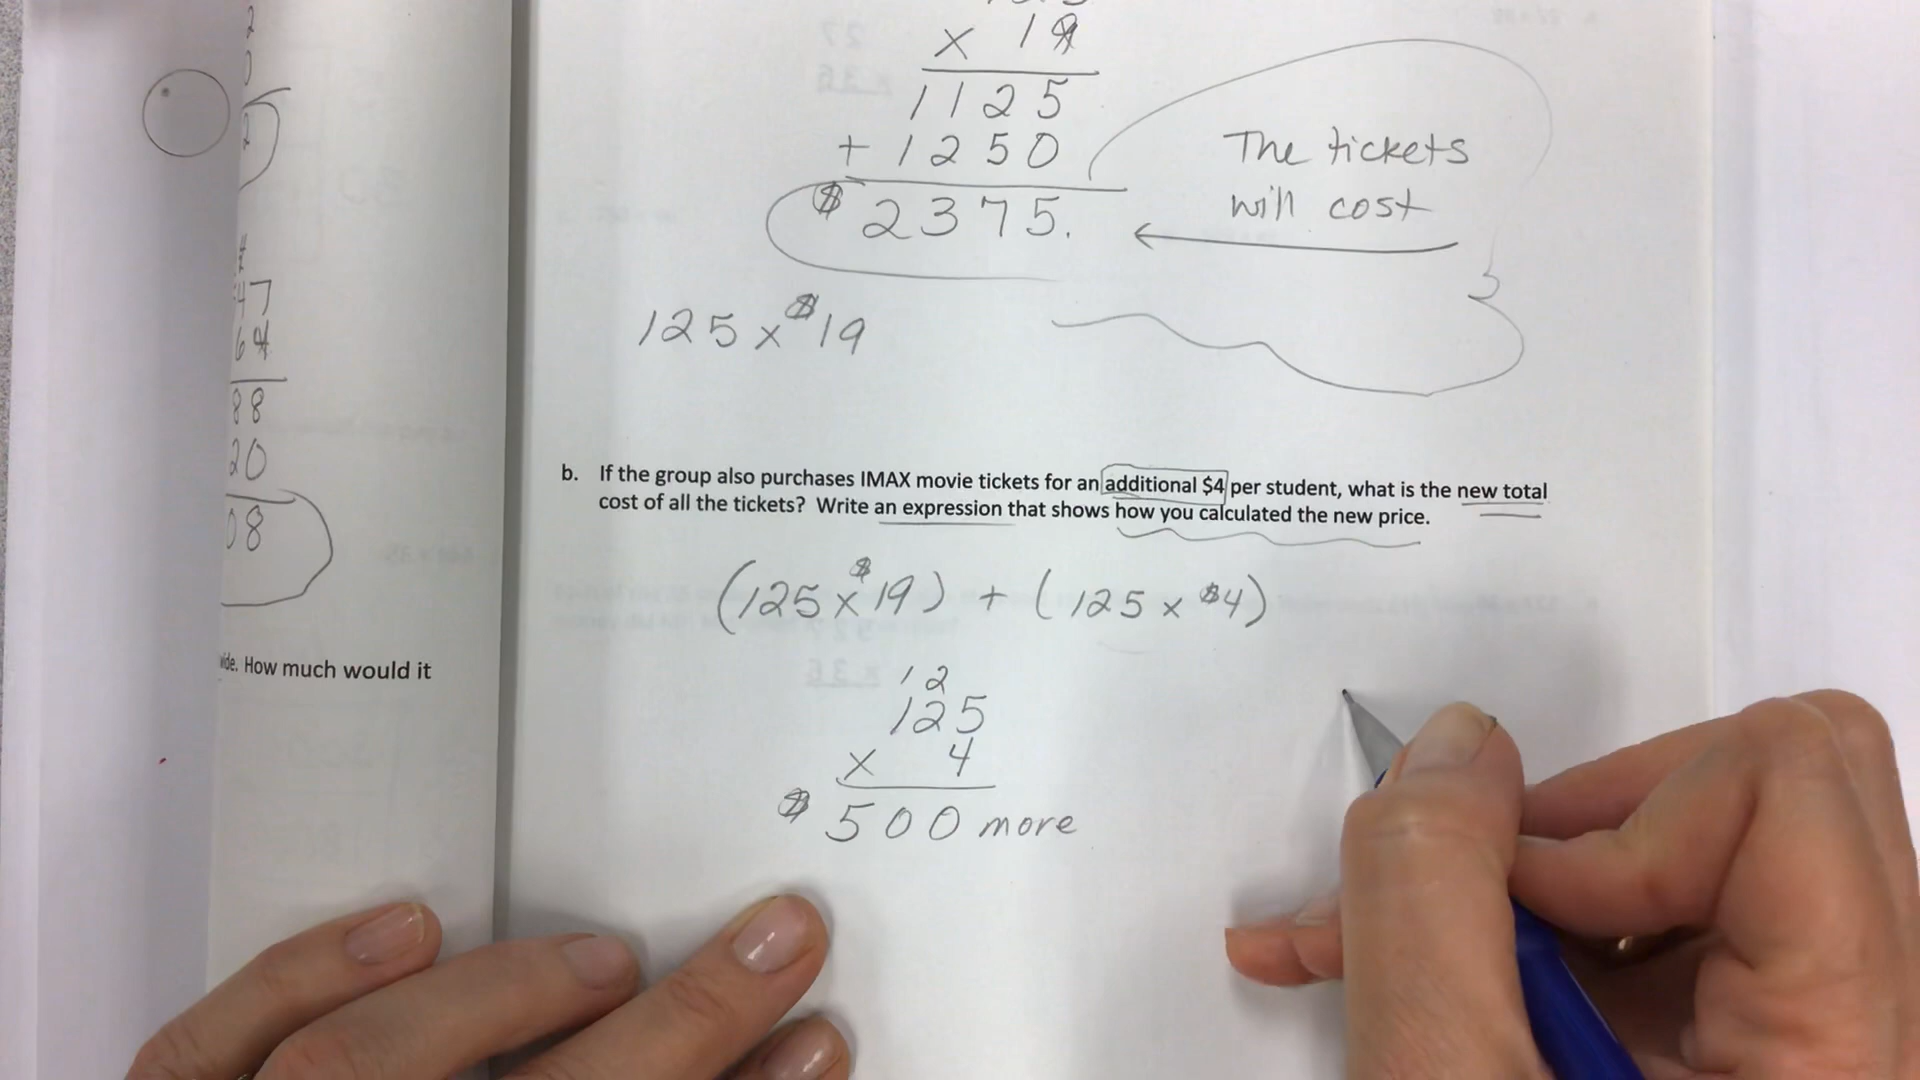 x 19
1125
+ 1250
$2375.
The tickets
will cost
125 x $19
b. If the group also purchases IMAX movie tickets for an additional $4 per student, what is the new total
cost of all the tickets? Write an expression that shows how you calculated the new price.
(125 x $19) + (125 x $4)
12
125
x 4
$500 more
47
64
88
20
08
wide. How much would it